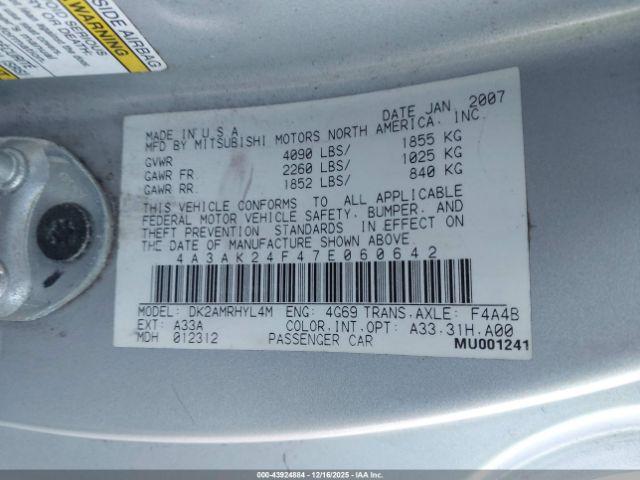 SIDE AIRBAG
VOID SERIOUS
OR DEATH
MADE IN U.S.A. DATE JAN. 2007
MFD BY MITSUBISHI MOTORS NORTH AMERICA, INC.
GVWR 4090 LBS/ 1855 KG
GAWR FR. 2260 LBS/ 1025 KG
GAWR RR. 1852 LBS/ 840 KG
THIS VEHICLE CONFORMS TO ALL APPLICABLE
FEDERAL MOTOR VEHICLE SAFETY, BUMPER, AND
THEFT PREVENTION STANDARDS IN EFFECT ON
THE DATE OF MANUFACTURE SHOWN ABOVE.
4A3AK24F47E060642
MODEL: DK2AMRHYL4M ENG: 4G69 TRANS.AXLE: F4A4B
EXT: A33A COLOR.INT.OPT: A33.31H.A00
MDH 012312 PASSENGER CAR
MU001241
000-43924884 | 12/16/2025 - IAA Inc.